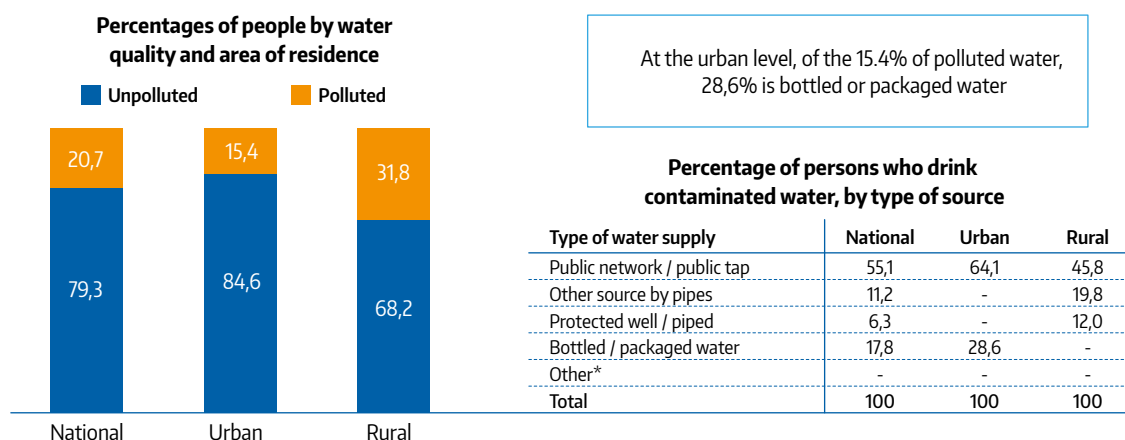 Percentages of people by water
quality and area of residence
Unpolluted Polluted
20,7 15,4 31,8
79,3 84,6 68,2
National Urban Rural
At the urban level, of the 15.4% of polluted water,
28,6% is bottled or packaged water
Percentage of persons who drink
contaminated water, by type of source
Type of water supply National Urban Rural
Public network / public tap 55,1 64,1 45,8
Other source by pipes 11,2 - 19,8
Protected well / piped 6,3 - 12,0
Bottled / packaged water 17,8 28,6 -
Other* - - -
Total 100 100 100